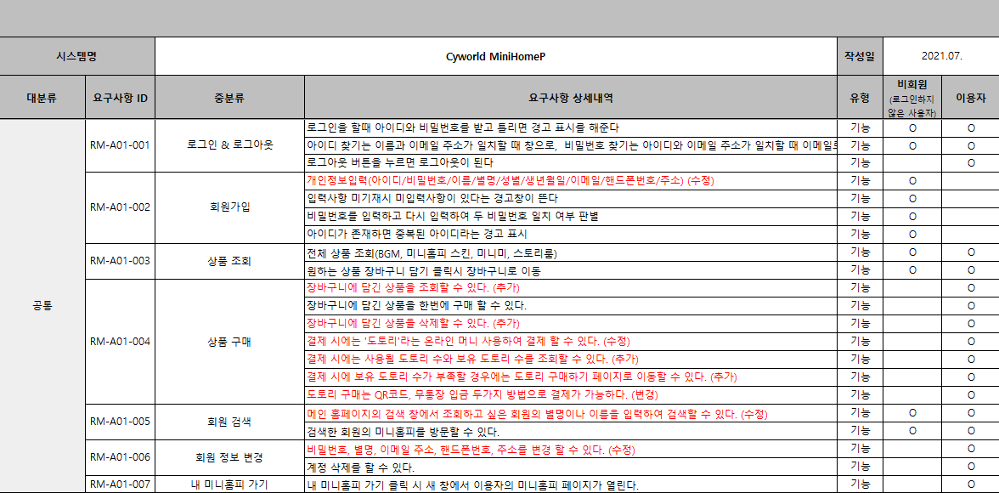 시스템명 Cyworld MiniHomeP 작성일 2021.07.
대분류 요구사항 ID 중분류 요구사항 상세내역 유형 비회원 (로그인하지 않은 사용자) 이용자
공통
RM-A01-001 로그인 & 로그아웃
로그인을 할때 아이디와 비밀번호를 받고 틀리면 경고 표시를 해준다 기능 O O
아이디 찾기는 이름과 이메일 주소가 일치할 때 창으로, 비밀번호 찾기는 아이디와 이메일 주소가 일치할 때 이메일로 기능 O O
로그아웃 버튼을 누르면 로그아웃이 된다 기능 O
RM-A01-002 회원가입
개인정보입력(아이디/비밀번호/이름/별명/성별/생년월일/이메일/핸드폰번호/주소) (수정) 기능 O
입력사항 미기재시 미입력사항이 있다는 경고창이 뜬다 기능 O
비밀번호를 입력하고 다시 입력하여 두 비밀번호 일치 여부 판별 기능 O
아이디가 존재하면 중복된 아이디라는 경고 표시 기능 O
RM-A01-003 상품 조회
전체 상품 조회(BGM, 미니홈피 스킨, 미니미, 스토리룸) 기능 O O
원하는 상품 장바구니 담기 클릭시 장바구니로 이동 기능 O O
RM-A01-004 상품 구매
장바구니에 담긴 상품을 조회할 수 있다. (추가) 기능 O
장바구니에 담긴 상품을 한번에 구매 할 수 있다. 기능 O
장바구니에 담긴 상품을 삭제할 수 있다. (추가) 기능 O
결제 시에는 '도토리'라는 온라인 머니 사용하여 결제 할 수 있다. (수정) 기능 O
결제 시에는 사용될 도토리 수와 보유 도토리 수를 조회할 수 있다. (추가) 기능 O
결제 시에 보유 도토리 수가 부족할 경우에는 도토리 구매하기 페이지로 이동할 수 있다. (추가) 기능 O
도토리 구매는 QR코드, 무통장 입금 두가지 방법으로 결제가 가능하다. (변경) 기능 O
RM-A01-005 회원 검색
메인 홈페이지의 검색 창에서 조회하고 싶은 회원의 별명이나 이름을 입력하여 검색할 수 있다. (수정) 기능 O O
검색한 회원의 미니홈피를 방문할 수 있다. 기능 O O
RM-A01-006 회원 정보 변경
비밀번호, 별명, 이메일 주소, 핸드폰번호, 주소를 변경 할 수 있다. (수정) 기능 O
계정 삭제를 할 수 있다. 기능 O
RM-A01-007 내 미니홈피 가기 내 미니홈피 가기 클릭 시 새 창에서 이용자의 미니홈피 페이지가 열린다. 기능 O